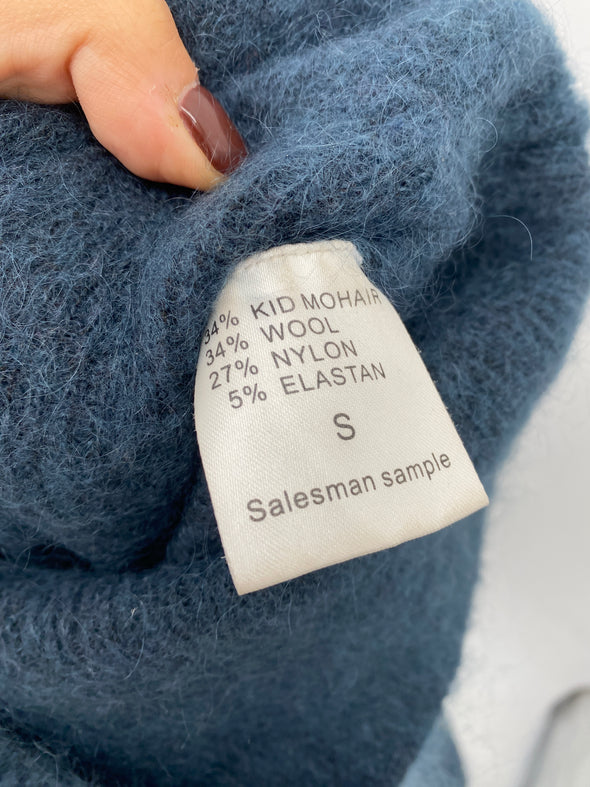 34% KID MOHAIR
34% WOOL
27% NYLON
5% ELASTAN
S
Salesman sample